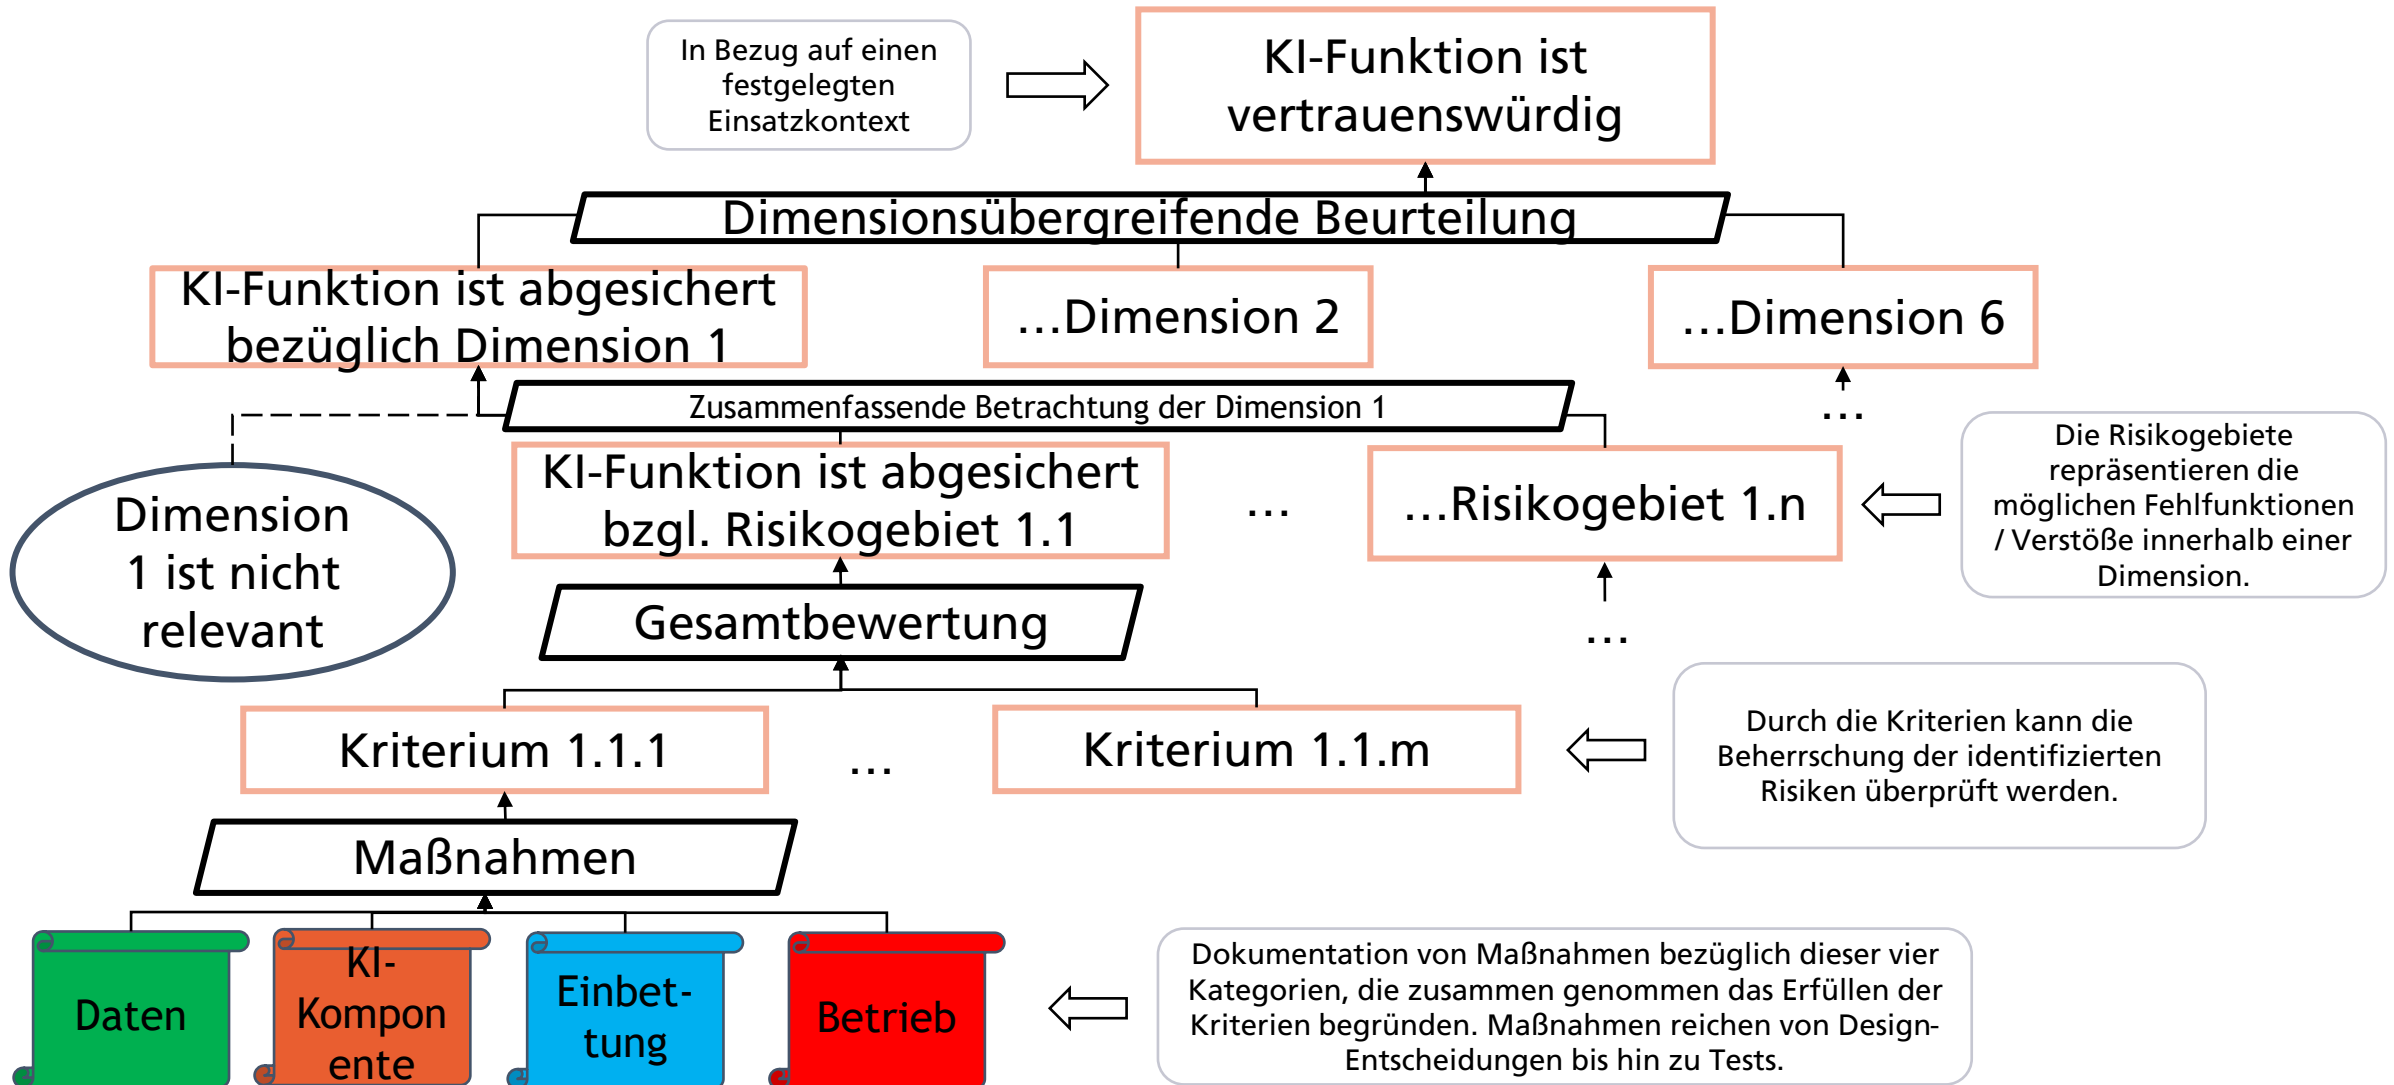 In Bezug auf einen
festgelegten
Einsatzkontext
KI-Funktion ist
vertrauenswürdig
Dimensionsübergreifende Beurteilung
KI-Funktion ist abgesichert
bezüglich Dimension 1
...Dimension 2
...Dimension 6
Zusammenfassende Betrachtung der Dimension 1
...
Dimension
1 ist nicht
relevant
KI-Funktion ist abgesichert
bzgl. Risikogebiet 1.1
...
...Risikogebiet 1.n
Die Risikogebiete
repräsentieren die
möglichen Fehlfunktionen
/ Verstöße innerhalb einer
Dimension.
Gesamtbewertung
...
Kriterium 1.1.1
...
Kriterium 1.1.m
Durch die Kriterien kann die
Beherrschung der identifizierten
Risiken überprüft werden.
Maßnahmen
Daten
KI-
Kompon
ente
Einbet-
tung
Betrieb
Dokumentation von Maßnahmen bezüglich dieser vier
Kategorien, die zusammen genommen das Erfüllen der
Kriterien begründen. Maßnahmen reichen von Design-
Entscheidungen bis hin zu Tests.